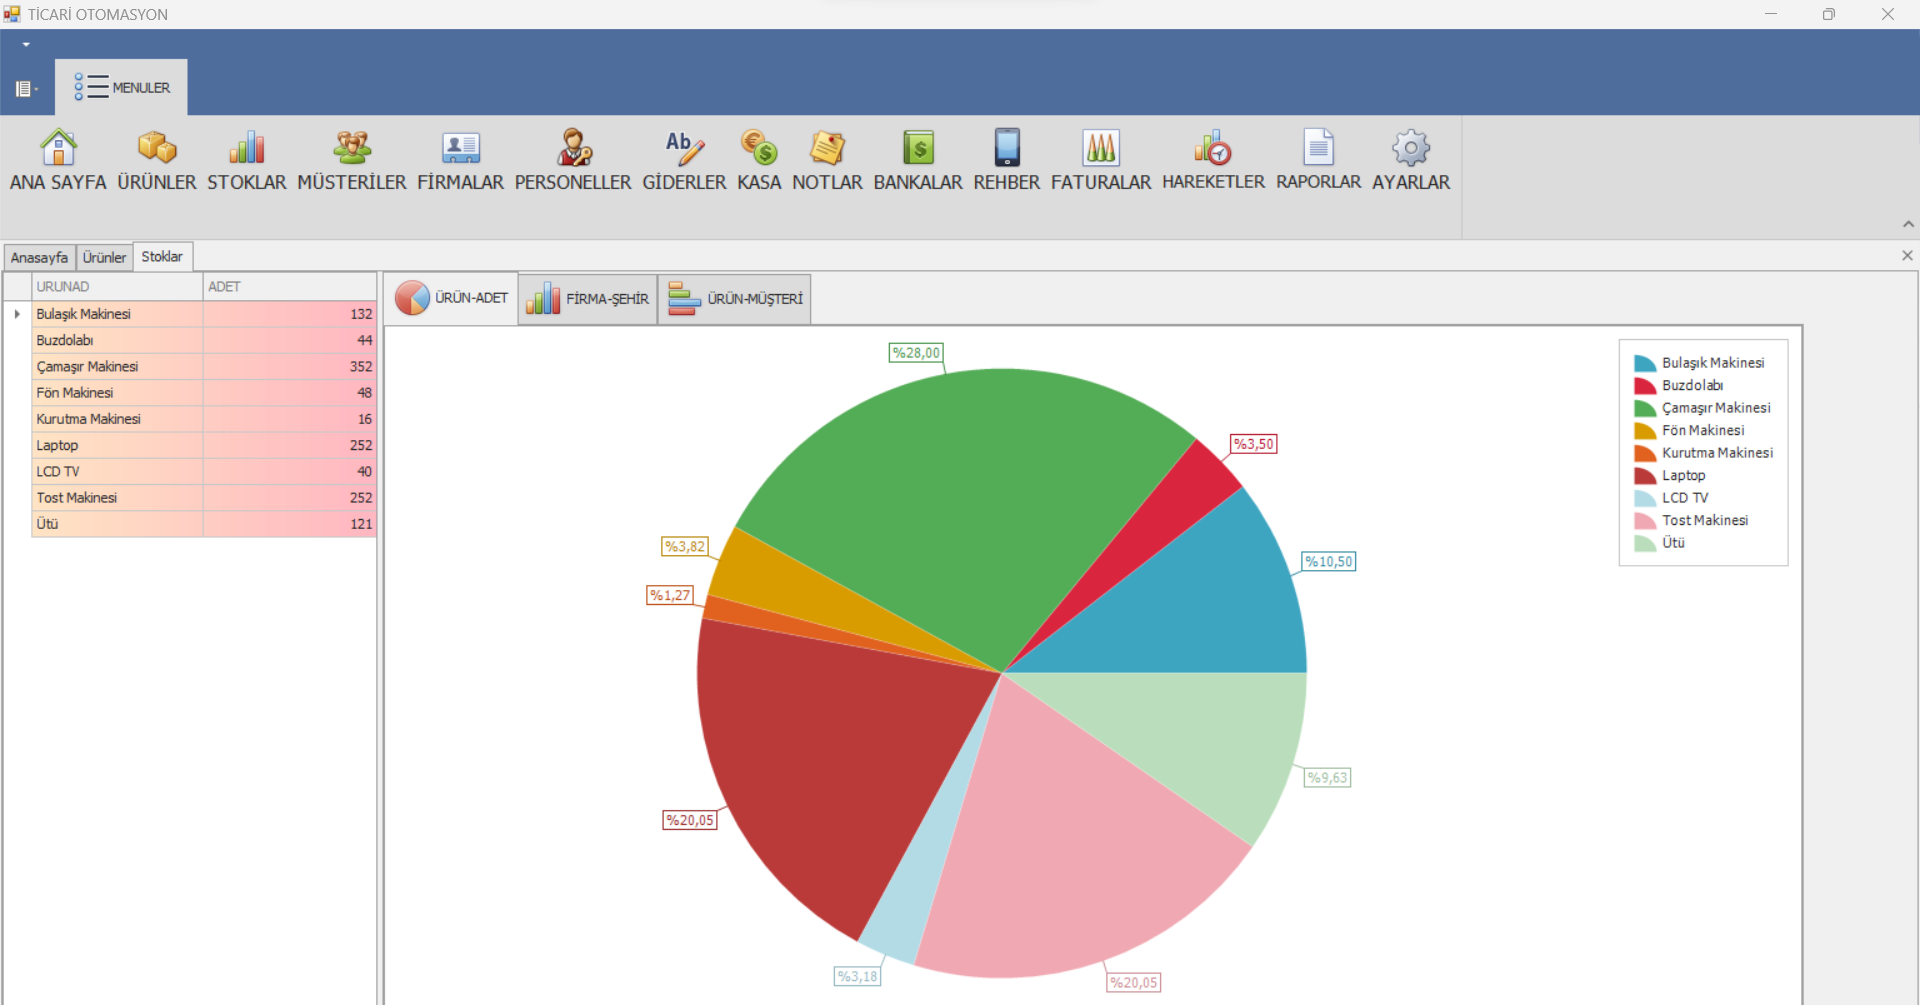 TİCARİ OTOMASYON
MENULER
ANA SAYFA ÜRÜNLER STOKLAR MÜSTERİLER FİRMALAR PERSONELLER GİDERLER KASA NOTLAR BANKALAR REHBER FATURALAR HAREKETLER RAPORLAR AYARLAR
Anasayfa Ürünler Stoklar
URUNAD ADET
Bulaşık Makinesi 132
Buzdolabı 44
Çamaşır Makinesi 352
Fön Makinesi 48
Kurutma Makinesi 16
Laptop 252
LCD TV 40
Tost Makinesi 252
Ütü 121
ÜRÜN-ADET FİRMA-ŞEHİR ÜRÜN-MÜŞTERİ
%28,00
%3,50
%10,50
%3,82
%1,27
%9,63
%20,05
%3,18
%20,05
Bulaşık Makinesi
Buzdolabı
Çamaşır Makinesi
Fön Makinesi
Kurutma Makinesi
Laptop
LCD TV
Tost Makinesi
Ütü